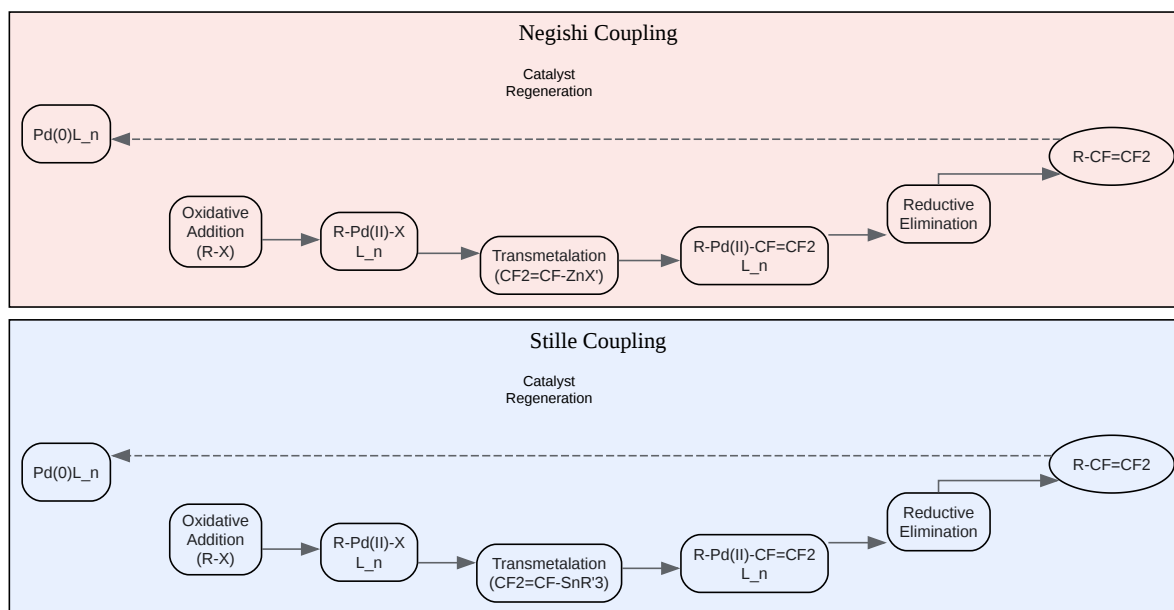 Negishi Coupling
Catalyst
Regeneration
Pd(0)L_n
R-CF=CF2
Oxidative
Addition
(R-X)
R-Pd(II)-X
L_n
Transmetalation
(CF2=CF-ZnX')
R-Pd(II)-CF=CF2
L_n
Reductive
Elimination
Stille Coupling
Catalyst
Regeneration
Pd(0)L_n
R-CF=CF2
Oxidative
Addition
(R-X)
R-Pd(II)-X
L_n
Transmetalation
(CF2=CF-SnR'3)
R-Pd(II)-CF=CF2
L_n
Reductive
Elimination